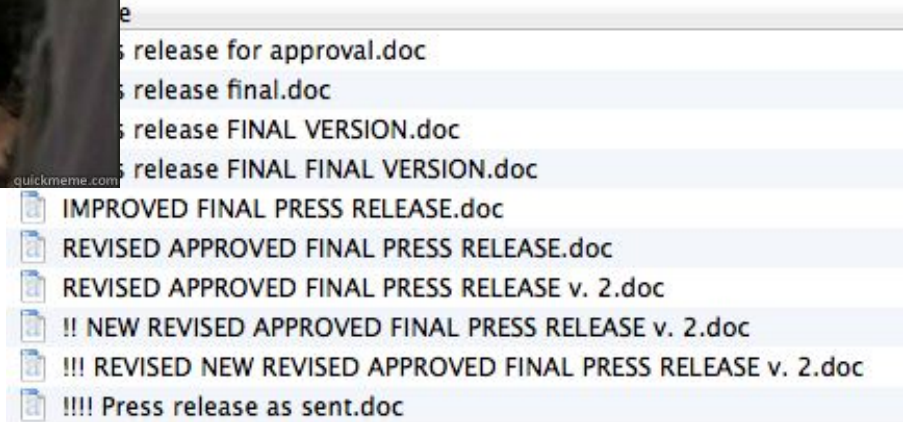 e
s release for approval.doc
s release final.doc
s release FINAL VERSION.doc
s release FINAL FINAL VERSION.doc
quickmeme.com
IMPROVED FINAL PRESS RELEASE.doc
REVISED APPROVED FINAL PRESS RELEASE.doc
REVISED APPROVED FINAL PRESS RELEASE v. 2.doc
!! NEW REVISED APPROVED FINAL PRESS RELEASE v. 2.doc
!!! REVISED NEW REVISED APPROVED FINAL PRESS RELEASE v. 2.doc
!!!! Press release as sent.doc